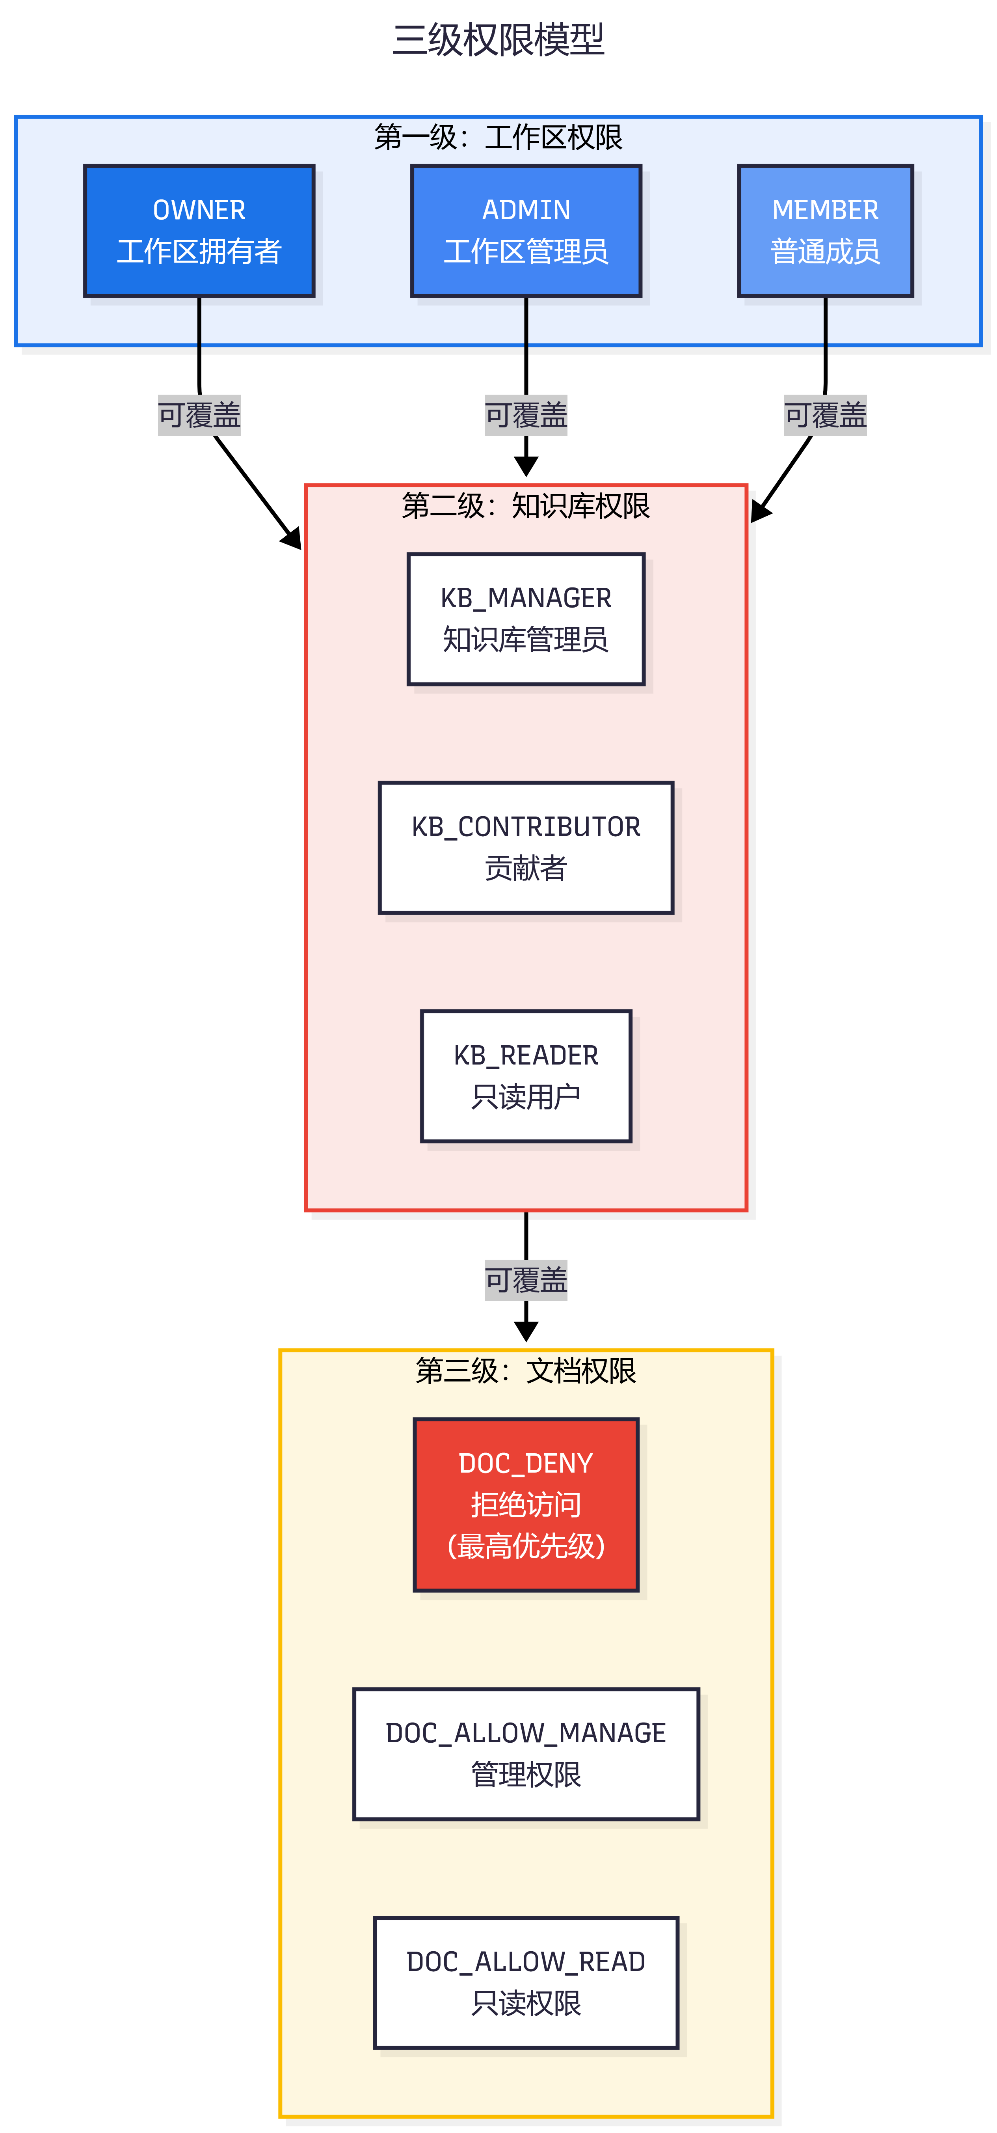 三级权限模型
第一级：工作区权限
OWNER
工作区拥有者
ADMIN
工作区管理员
MEMBER
普通成员
可覆盖
可覆盖
可覆盖
第二级：知识库权限
KB_MANAGER
知识库管理员
KB_CONTRIBUTOR
贡献者
KB_READER
只读用户
可覆盖
第三级：文档权限
DOC_DENY
拒绝访问
(最高优先级)
DOC_ALLOW_MANAGE
管理权限
DOC_ALLOW_READ
只读权限